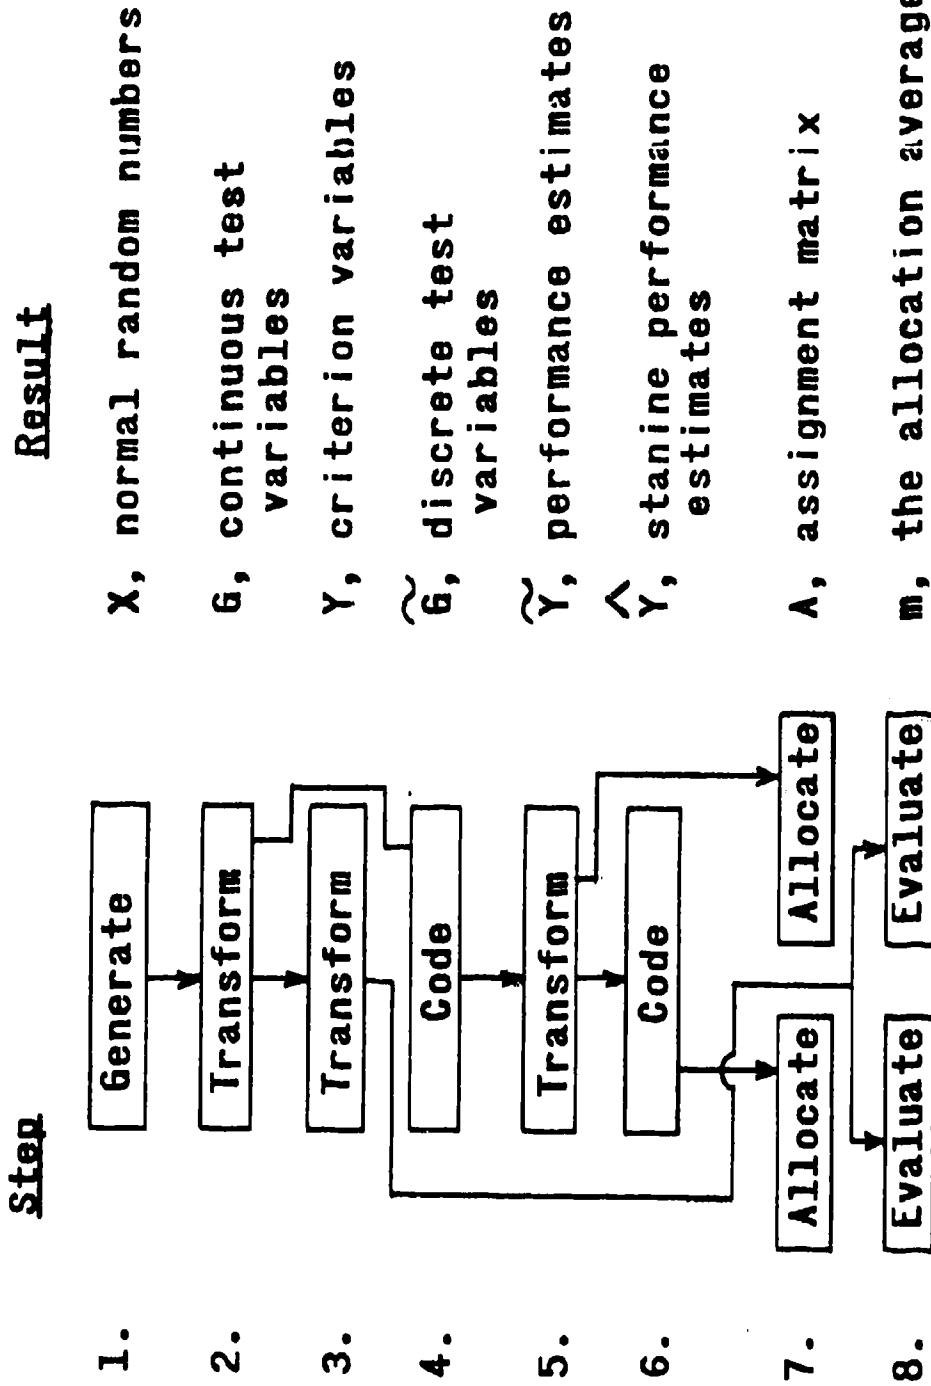 Step Result
1. Generate X, normal random numbers
2. Transform G, continuous test
variables
3. Transform Y, criterion variables
4. Code G̃, discrete test
variables
5. Transform Ỹ, performance estimates
6. Code Ŷ, stanine performance
estimates
7. Allocate Allocate A, assignment matrix
8. Evaluate Evaluate m, the allocation average